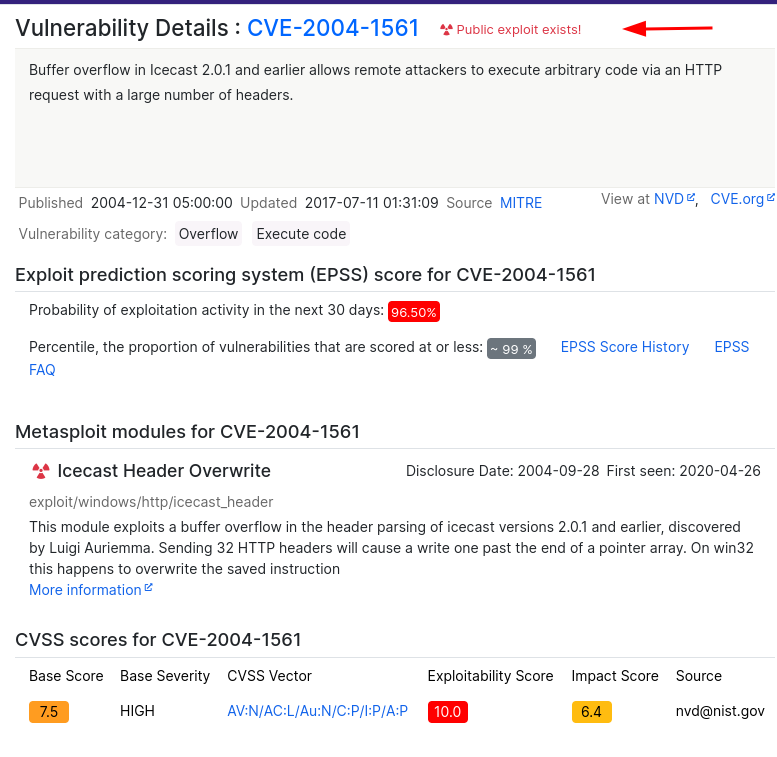 Vulnerability Details : CVE-2004-1561 Public exploit exists!
Buffer overflow in Icecast 2.0.1 and earlier allows remote attackers to execute arbitrary code via an HTTP
request with a large number of headers.
Published 2004-12-31 05:00:00 Updated 2017-07-11 01:31:09 Source MITRE View at NVD, CVE.org
Vulnerability category: Overflow Execute code
Exploit prediction scoring system (EPSS) score for CVE-2004-1561
Probability of exploitation activity in the next 30 days: 96.50%
Percentile, the proportion of vulnerabilities that are scored at or less: ~ 99 % EPSS Score History EPSS
FAQ
Metasploit modules for CVE-2004-1561
Icecast Header Overwrite Disclosure Date: 2004-09-28 First seen: 2020-04-26
exploit/windows/http/icecast_header
This module exploits a buffer overflow in the header parsing of icecast versions 2.0.1 and earlier, discovered
by Luigi Auriemma. Sending 32 HTTP headers will cause a write one past the end of a pointer array. On win32
this happens to overwrite the saved instruction
More information
CVSS scores for CVE-2004-1561
Base Score Base Severity CVSS Vector Exploitability Score Impact Score Source
7.5 HIGH AV:N/AC:L/Au:N/C:P/I:P/A:P 10.0 6.4 nvd@nist.gov